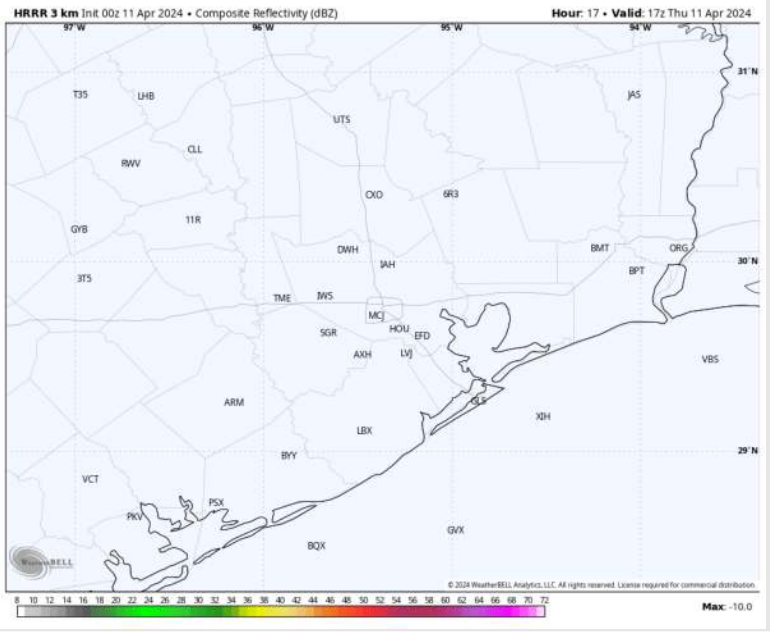 HRRR 3 km Init 00z 11 Apr 2024 • Composite Reflectivity (dBZ) Hour: 17 • Valid: 17z Thu 11 Apr 2024
97°W 96°W 95°W 94°W
31°N
T35 LHB JAS
UTS
CLL
RWV
CXO 6R3
11R
GYB
DWH BMT ORG
30°N
IAH
BPT
3T5
TME IWS
MCJ
SGR HOU EFD
AXH LVJ
VBS
ARM GLS
XIH
LBX
29°N
BYY
VCT
PSX
PKV
GVX
BQX
WeatherBELL
© 2024 WeatherBELL Analytics, LLC. All rights reserved. License required for commercial distribution.
8 10 12 14 16 18 20 22 24 26 28 30 32 34 36 38 40 42 44 46 48 50 52 54 56 58 60 62 64 66 68 70 72
Max: -10.0